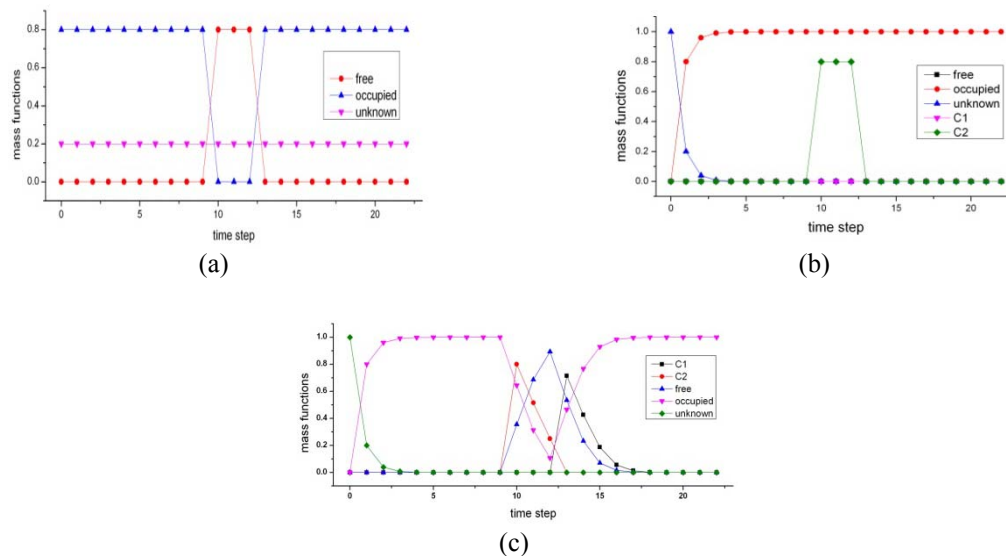 0.8
0.6
0.4
0.2
0.0
mass functions
0 5 10 15 20
time step
free
occupied
unknown
(a)
1.0
0.8
0.6
0.4
0.2
0.0
mass functions
0 5 10 15 20
time step
free
occupied
unknown
C1
C2
(b)
1.0
0.8
0.6
0.4
0.2
0.0
mass functions
0 5 10 15 20
time step
C1
C2
free
occupied
unknown
(c)